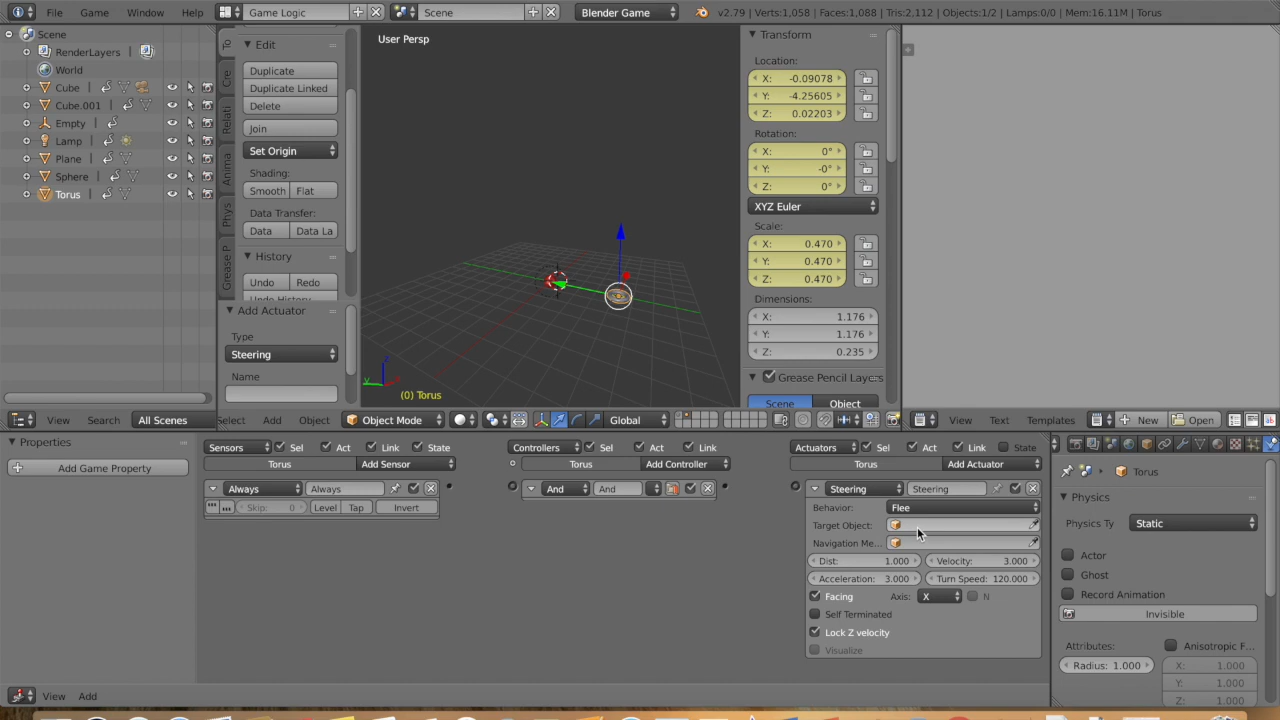 File Game Window Help Game Logic Scene Blender Game v2.79 | Verts:1,058 | Faces:1,088 | Tris:2,112 | Objects:1/2 | Lamps:0/0 | Mem:16.11M | Torus
Scene
RenderLayers
World
Cube
Cube.001
Empty
Lamp
Plane
Sphere
Torus
View Search All Scenes
To
Cre
Relati
Anima
Phys
Grease P
Edit
Duplicate
Duplicate Linked
Delete
Join
Set Origin
Shading:
Smooth Flat
Data Transfer:
Data Data La
History
Undo Redo
Undo History
Add Actuator
Type
Steering
Name
User Persp
z
y
(0) Torus
Select Add Object Object Mode Global
Transform
Location:
X: -0.09078
Y: -4.25605
Z: 0.02203
Rotation:
X: 0°
Y: -0°
Z: 0°
XYZ Euler
Scale:
X: 0.470
Y: 0.470
Z: 0.470
Dimensions:
X: 1.176
Y: 1.176
Z: 0.235
Grease Pencil Layers
Scene Object
View Text Templates New Open
Properties
Add Game Property
View Add
Sensors Sel Act Link State
Torus Add Sensor
Always Always
Skip: 0 Level Tap Invert
Controllers Sel Act Link
Torus Add Controller
And And
Actuators Sel Act Link State
Torus Add Actuator
Steering Steering
Behavior: Flee
Target Object:
Navigation Me...
Dist: 1.000 Velocity: 3.000
Acceleration: 3.000 Turn Speed: 120.000
Facing Axis: X N
Self Terminated
Lock Z velocity
Visualize
Torus
Physics
Physics Ty Static
Actor
Ghost
Record Animation
Invisible
Attributes: Anisotropic F...
Radius: 1.000 X: 1.000
Y: 1.000
Z: 1.000